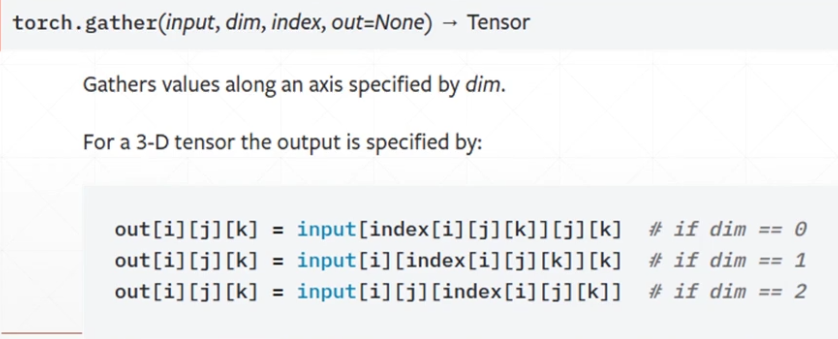 torch.gather(input, dim, index, out=None) → Tensor
Gathers values along an axis specified by dim.
For a 3-D tensor the output is specified by:
out[i][j][k] = input[index[i][j][k]][j][k]  # if dim == 0
out[i][j][k] = input[i][index[i][j][k]][k]  # if dim == 1
out[i][j][k] = input[i][j][index[i][j][k]]  # if dim == 2